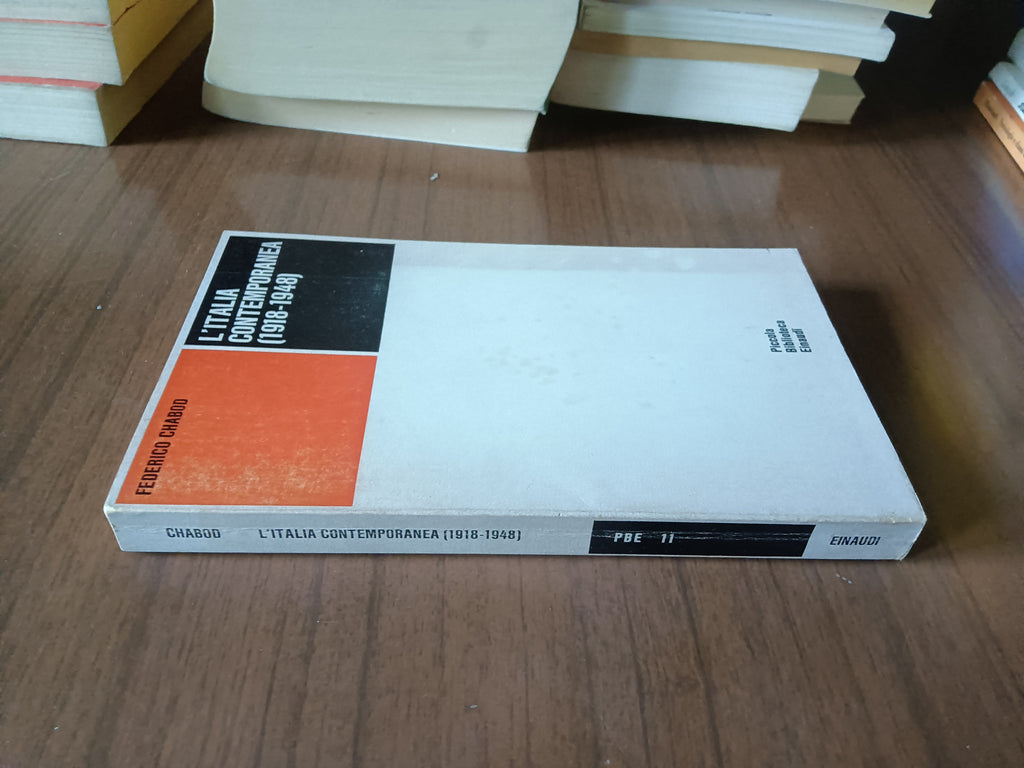 L'ITALIA
CONTEMPORANEA
(1918-1948)
FEDERICO CHABOD
Piccola
Biblioteca
Einaudi
CHABOD L'ITALIA CONTEMPORANEA (1918-1948) PBE 11 EINAUDI